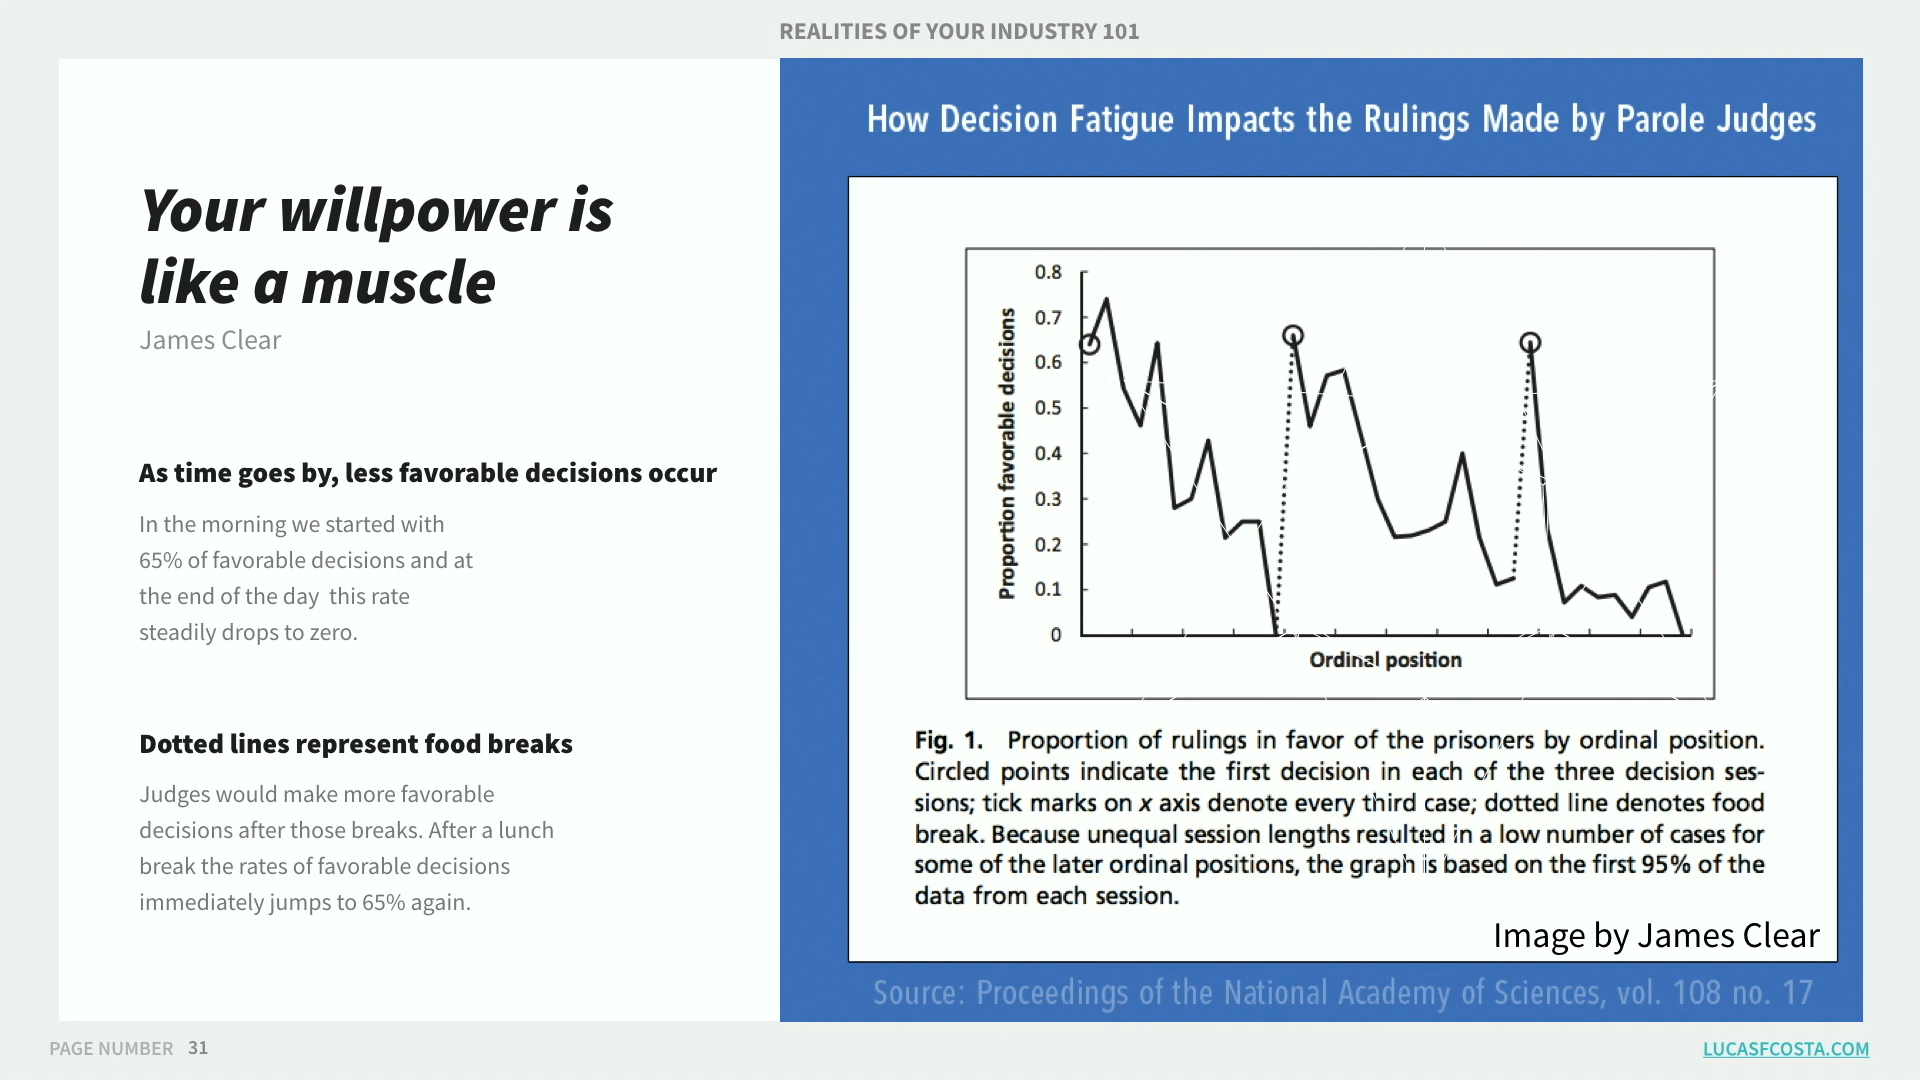 REALITIES OF YOUR INDUSTRY 101
Your willpower is
like a muscle
James Clear
As time goes by, less favorable decisions occur
In the morning we started with
65% of favorable decisions and at
the end of the day  this rate
steadily drops to zero.
Dotted lines represent food breaks
Judges would make more favorable
decisions after those breaks. After a lunch
break the rates of favorable decisions
immediately jumps to 65% again.
How Decision Fatigue Impacts the Rulings Made by Parole Judges
Proportion favorable decisions
0.8
0.7
0.6
0.5
0.4
0.3
0.2
0.1
0
Ordinal position
Fig. 1. Proportion of rulings in favor of the prisoners by ordinal position.
Circled points indicate the first decision in each of the three decision ses-
sions; tick marks on x axis denote every third case; dotted line denotes food
break. Because unequal session lengths resulted in a low number of cases for
some of the later ordinal positions, the graph is based on the first 95% of the
data from each session.
Image by James Clear
Source: Proceedings of the National Academy of Sciences, vol. 108 no. 17
PAGE NUMBER 31
LUCASFCOSTA.COM